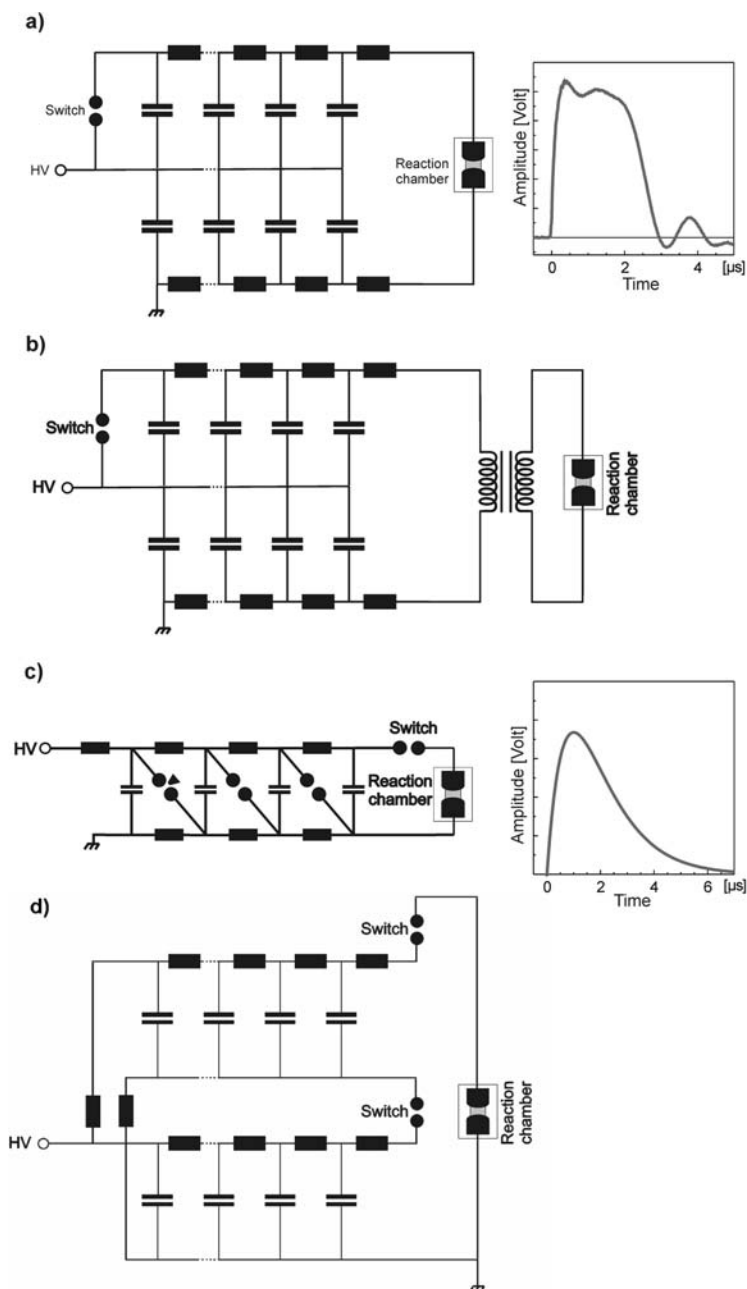 a)
Switch
HV
Reaction
chamber
Amplitude [Volt]
0
2
4
[µs]
Time
b)
Switch
HV
Reaction
chamber
c)
HV
Switch
Reaction
chamber
Amplitude [Volt]
0
2
4
6
[µs]
Time
d)
Switch
Switch
HV
Reaction
chamber